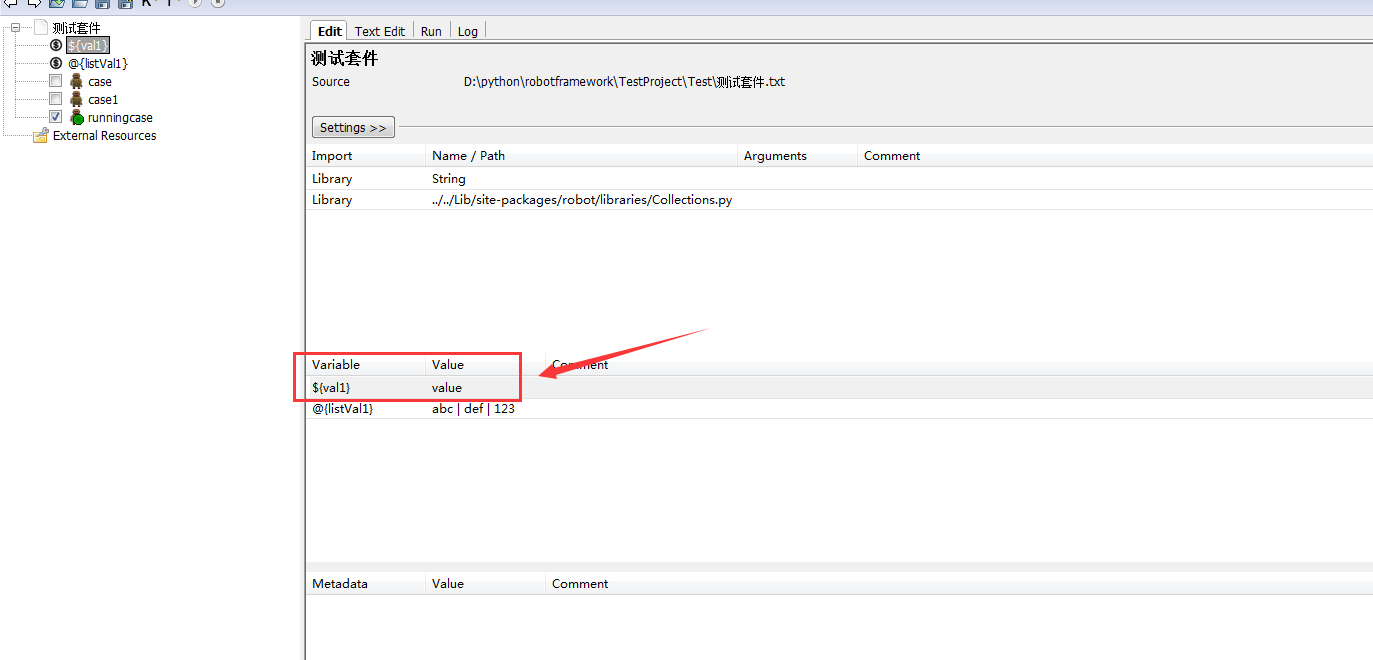 测试套件
${val1}
@{listVal1}
case
case1
runningcase
External Resources
Edit Text Edit Run Log
测试套件
Source D:\python\robotframework\TestProject\Test\测试套件.txt
Settings >>
Import Name / Path Arguments Comment
Library String
Library ../../Lib/site-packages/robot/libraries/Collections.py
Variable Value Comment
${val1} value
@{listVal1} abc | def | 123
Metadata Value Comment